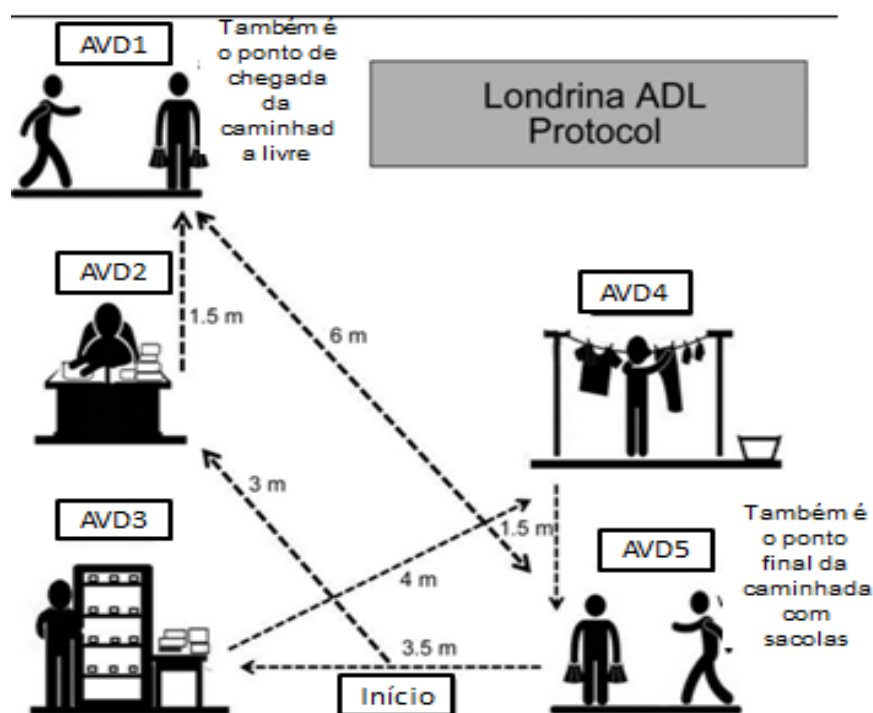 AVD1
Também é
o ponto de
chegada
da
caminhad
a livre
Londrina ADL
Protocol
AVD2
1.5 m
6 m
AVD4
3 m
AVD3
4 m
1.5 m
AVD5
Também é
o ponto
final da
caminhada
com
sacolas
3.5 m
Início